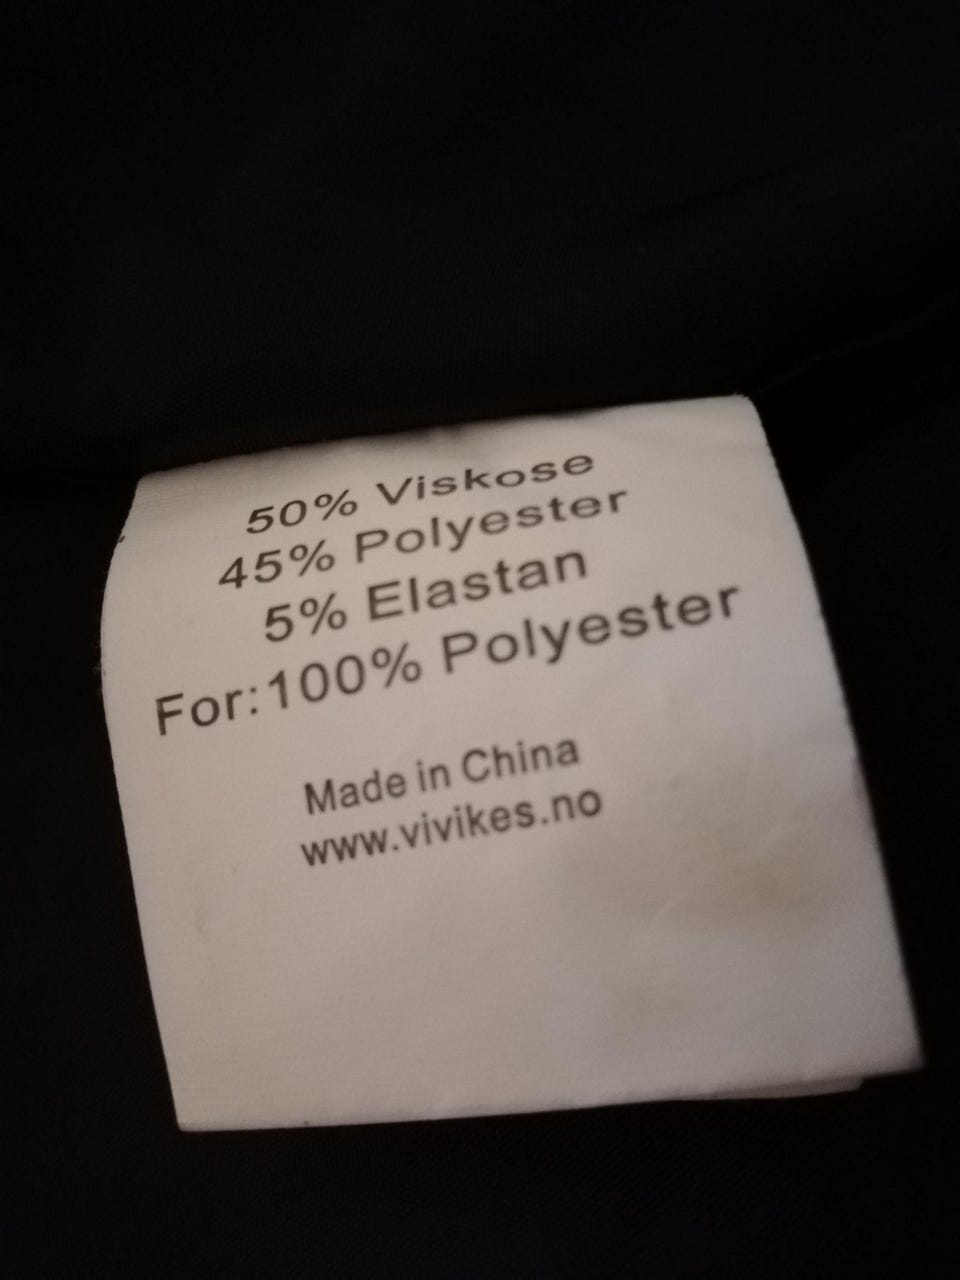 50% Viskose
45% Polyester
5% Elastan
For:100% Polyester
Made in China
www.vivikes.no